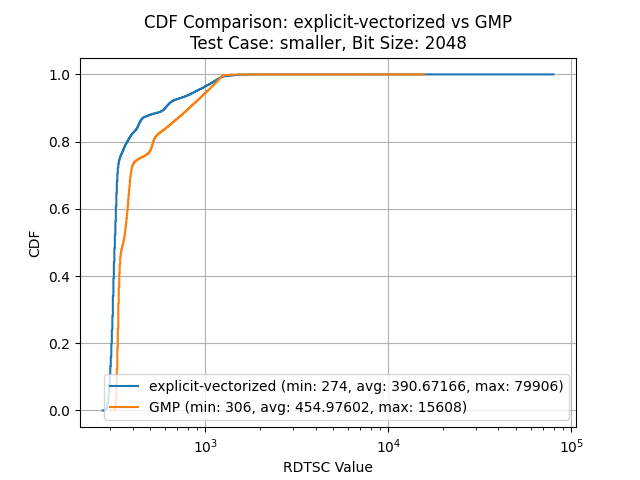 CDF Comparison: explicit-vectorized vs GMP
Test Case: smaller, Bit Size: 2048
1.0
0.8
0.6
0.4
0.2
0.0
CDF
explicit-vectorized (min: 274, avg: 390.67166, max: 79906)
GMP (min: 306, avg: 454.97602, max: 15608)
10³
10⁴
10⁵
RDTSC Value